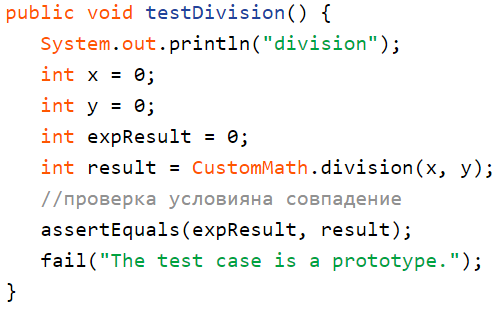 public void testDivision() {
System.out.println("division");
int x = 0;
int y = 0;
int expResult = 0;
int result = CustomMath.division(x, y);
//проверка условияна совпадение
assertEquals(expResult, result);
fail("The test case is a prototype.");
}